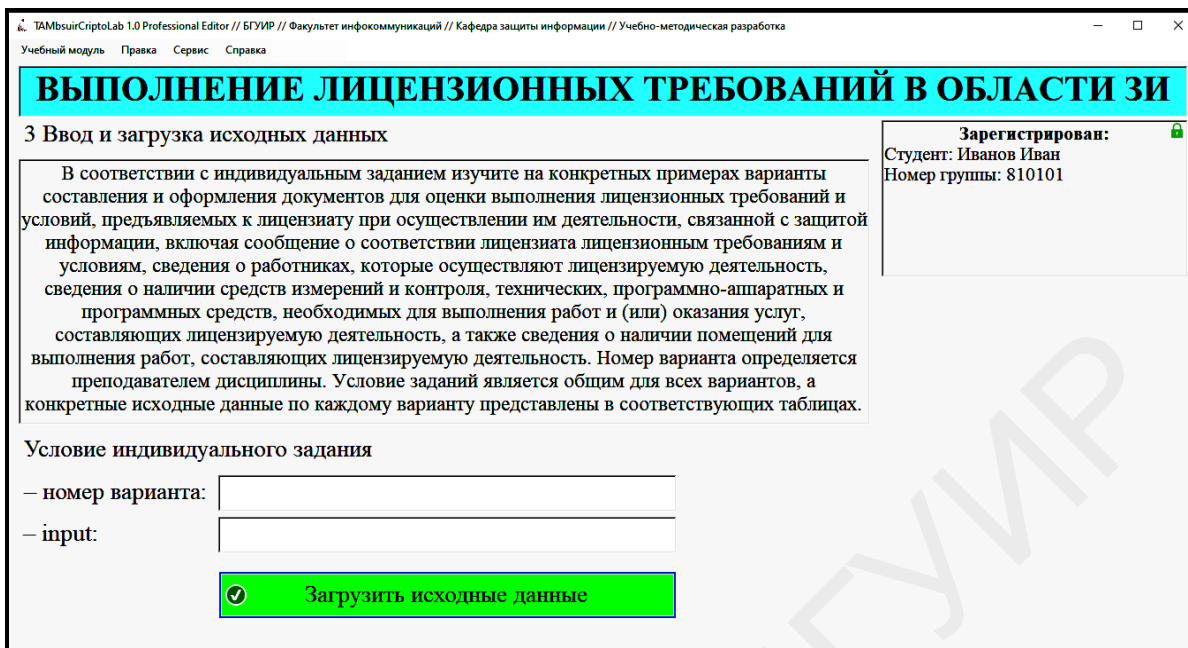 TAMbsuirCriptoLab 1.0 Professional Editor // БГУИР // Факультет инфокоммуникаций // Кафедра защиты информации // Учебно-методическая разработка
Учебный модуль Правка Сервис Справка
ВЫПОЛНЕНИЕ ЛИЦЕНЗИОННЫХ ТРЕБОВАНИЙ В ОБЛАСТИ ЗИ
3 Ввод и загрузка исходных данных
В соответствии с индивидуальным заданием изучите на конкретных примерах варианты
составления и оформления документов для оценки выполнения лицензионных требований и
условий, предъявляемых к лицензиату при осуществлении им деятельности, связанной с защитой
информации, включая сообщение о соответствии лицензиата лицензионным требованиям и
условиям, сведения о работниках, которые осуществляют лицензируемую деятельность,
сведения о наличии средств измерений и контроля, технических, программно-аппаратных и
программных средств, необходимых для выполнения работ и (или) оказания услуг,
составляющих лицензируемую деятельность, а также сведения о наличии помещений для
выполнения работ, составляющих лицензируемую деятельность. Номер варианта определяется
преподавателем дисциплины. Условие заданий является общим для всех вариантов, а
конкретные исходные данные по каждому варианту представлены в соответствующих таблицах.
Зарегистрирован:
Студент: Иванов Иван
Номер группы: 810101
Условие индивидуального задания
– номер варианта:
– input:
Загрузить исходные данные
ГУИР